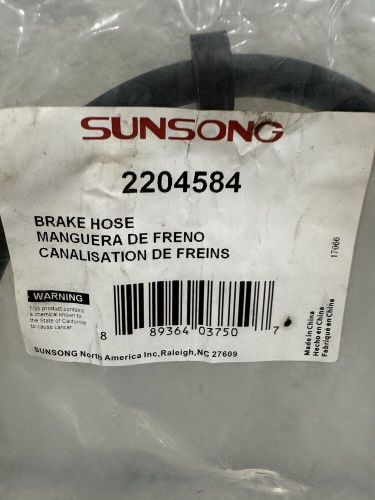 SUNSONG
2204584
BRAKE HOSE
MANGUERA DE FRENO
CANALISATION DE FREINS
17066
WARNING
This product contains
a chemical known to
the State of California
to cause cancer
8 89364 03750 7
SUNSONG North America Inc,Raleigh,NC 27609
Made in China
Hecho en China
Fabriqué en Chine